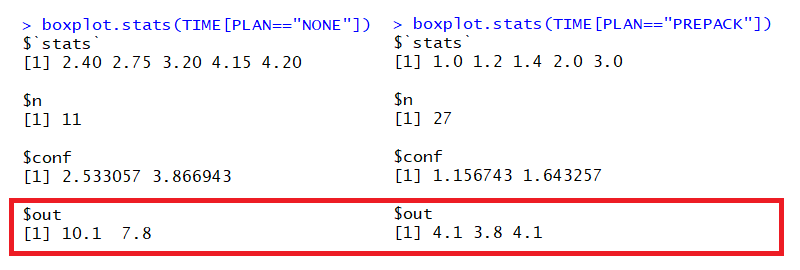 > boxplot.stats(TIME[PLAN=="NONE"])
$`stats`
[1] 2.40 2.75 3.20 4.15 4.20
$n
[1] 11
$conf
[1] 2.533057 3.866943
$out
[1] 10.1  7.8
> boxplot.stats(TIME[PLAN=="PREPACK"])
$`stats`
[1] 1.0 1.2 1.4 2.0 3.0
$n
[1] 27
$conf
[1] 1.156743 1.643257
$out
[1] 4.1 3.8 4.1